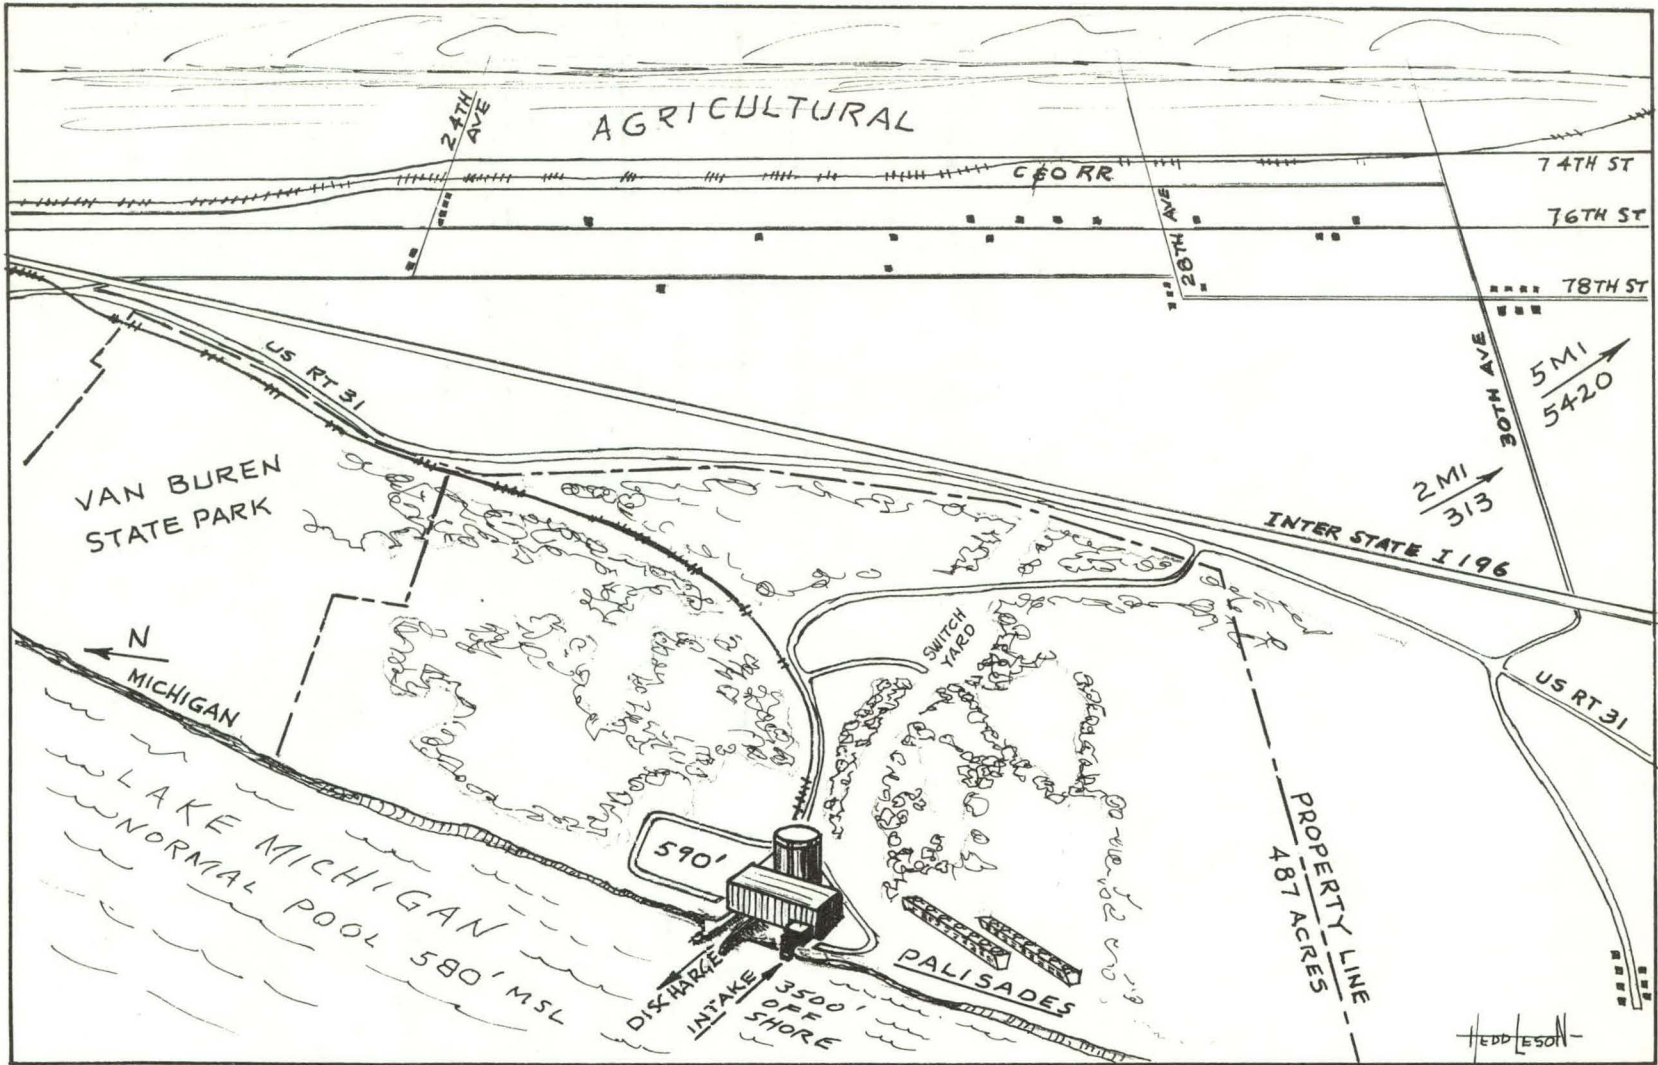 24TH
AVE
AGRICULTURAL
C&O RR
74TH ST
76TH ST
28TH AVE
78TH ST
US RT 31
30TH AVE
5 MI
5420
2 MI
313
VAN BUREN
STATE PARK
INTER STATE I 196
N
MICHIGAN
SWITCH
YARD
US RT 31
LAKE MICHIGAN
NORMAL POOL 580' MSL
590'
PROPERTY LINE
487 ACRES
DISCHARGE
INTAKE
3500'
OFF
SHORE
PALISADES
HEDDLESON